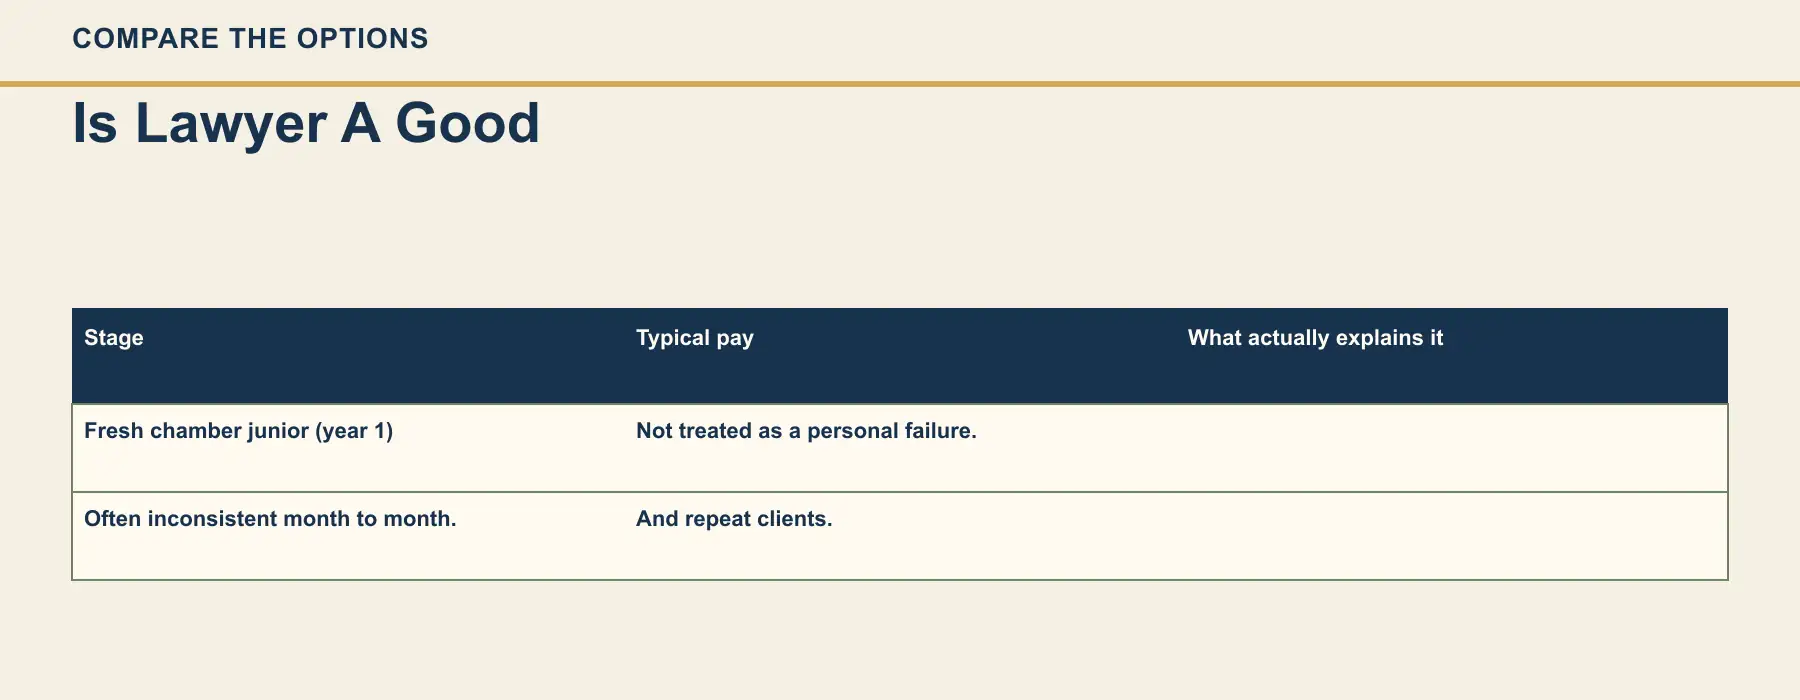 COMPARE THE OPTIONS
Is Lawyer A Good
Stage Typical pay What actually explains it
Fresh chamber junior (year 1) Not treated as a personal failure.
Often inconsistent month to month. And repeat clients.